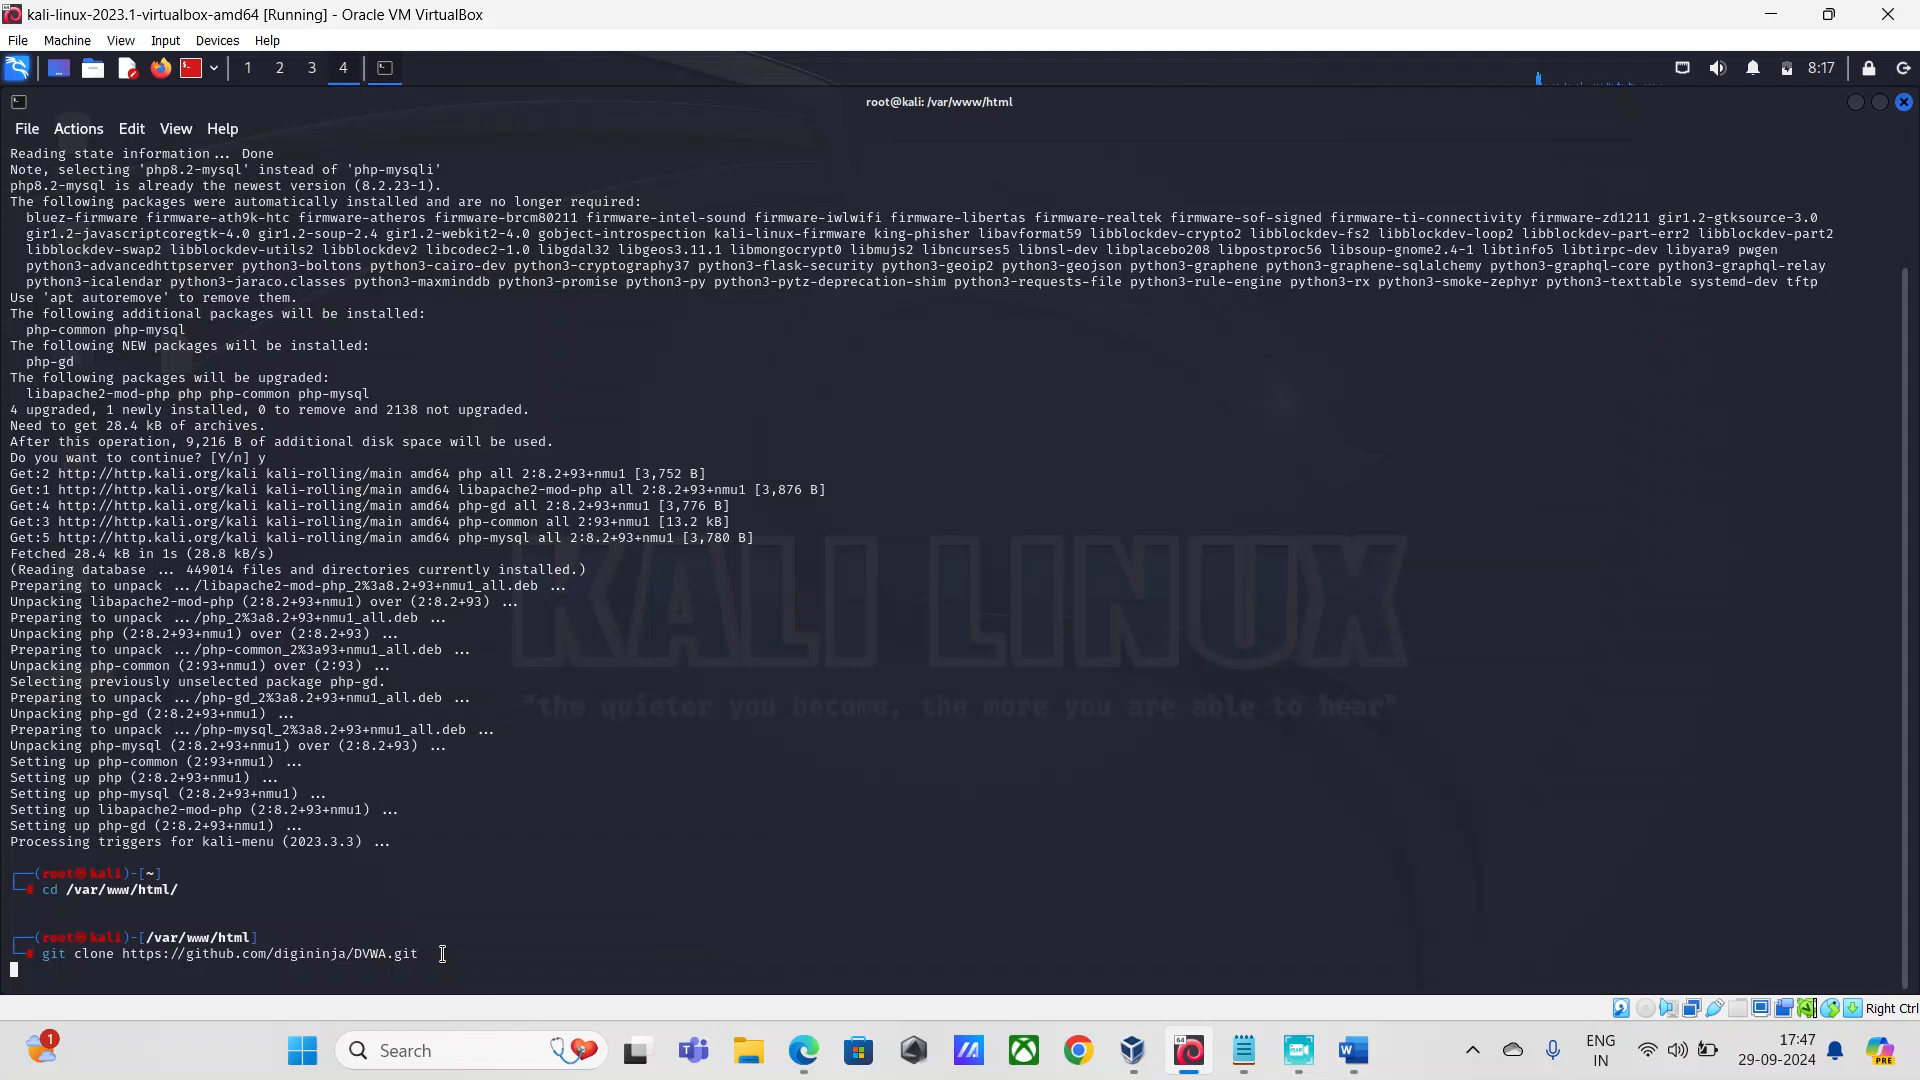 kali-linux-2023.1-virtualbox-amd64 [Running] - Oracle VM VirtualBox
File Machine View Input Devices Help
1 2 3 4
8:17
root@kali: /var/www/html
File Actions Edit View Help
Reading state information... Done
Note, selecting 'php8.2-mysql' instead of 'php-mysqli'
php8.2-mysql is already the newest version (8.2.23-1).
The following packages were automatically installed and are no longer required:
bluez-firmware firmware-ath9k-htc firmware-atheros firmware-brcm80211 firmware-intel-sound firmware-iwlwifi firmware-libertas firmware-realtek firmware-sof-signed firmware-ti-connectivity firmware-zd1211 gir1.2-gtksource-3.0
gir1.2-javascriptcoregtk-4.0 gir1.2-soup-2.4 gir1.2-webkit2-4.0 gobject-introspection kali-linux-firmware king-phisher libavformat59 libblockdev-crypto2 libblockdev-fs2 libblockdev-loop2 libblockdev-part-err2 libblockdev-part2
libblockdev-swap2 libblockdev-utils2 libblockdev2 libcodec2-1.0 libgdal32 libgeos3.11.1 libmongocrypt0 libmujs2 libncurses5 libnsl-dev libplacebo208 libpostproc56 libsoup-gnome2.4-1 libtinfo5 libtirpc-dev libyara9 pwgen
python3-advancedhttpserver python3-boltons python3-cairo-dev python3-cryptography37 python3-flask-security python3-geoip2 python3-geojson python3-graphene python3-graphene-sqlalchemy python3-graphql-core python3-graphql-relay
python3-icalendar python3-jaraco.classes python3-maxminddb python3-promise python3-py python3-pytz-deprecation-shim python3-requests-file python3-rule-engine python3-rx python3-smoke-zephyr python3-texttable systemd-dev tftp
Use 'apt autoremove' to remove them.
The following additional packages will be installed:
php-common php-mysql
The following NEW packages will be installed:
php-gd
The following packages will be upgraded:
libapache2-mod-php php php-common php-mysql
4 upgraded, 1 newly installed, 0 to remove and 2138 not upgraded.
Need to get 28.4 kB of archives.
After this operation, 9,216 B of additional disk space will be used.
Do you want to continue? [Y/n] y
Get:2 http://http.kali.org/kali kali-rolling/main amd64 php all 2:8.2+93+nmu1 [3,752 B]
Get:1 http://http.kali.org/kali kali-rolling/main amd64 libapache2-mod-php all 2:8.2+93+nmu1 [3,876 B]
Get:4 http://http.kali.org/kali kali-rolling/main amd64 php-gd all 2:8.2+93+nmu1 [3,776 B]
Get:3 http://http.kali.org/kali kali-rolling/main amd64 php-common all 2:93+nmu1 [13.2 kB]
Get:5 http://http.kali.org/kali kali-rolling/main amd64 php-mysql all 2:8.2+93+nmu1 [3,780 B]
Fetched 28.4 kB in 1s (28.8 kB/s)
(Reading database ... 449014 files and directories currently installed.)
Preparing to unpack .../libapache2-mod-php_2%3a8.2+93+nmu1_all.deb ...
Unpacking libapache2-mod-php (2:8.2+93+nmu1) over (2:8.2+93) ...
Preparing to unpack .../php_2%3a8.2+93+nmu1_all.deb ...
Unpacking php (2:8.2+93+nmu1) over (2:8.2+93) ...
Preparing to unpack .../php-common_2%3a93+nmu1_all.deb ...
Unpacking php-common (2:93+nmu1) over (2:93) ...
Selecting previously unselected package php-gd.
Preparing to unpack .../php-gd_2%3a8.2+93+nmu1_all.deb ...
Unpacking php-gd (2:8.2+93+nmu1) ...
Preparing to unpack .../php-mysql_2%3a8.2+93+nmu1_all.deb ...
Unpacking php-mysql (2:8.2+93+nmu1) over (2:8.2+93) ...
Setting up php-common (2:93+nmu1) ...
Setting up php (2:8.2+93+nmu1) ...
Setting up php-mysql (2:8.2+93+nmu1) ...
Setting up libapache2-mod-php (2:8.2+93+nmu1) ...
Setting up php-gd (2:8.2+93+nmu1) ...
Processing triggers for kali-menu (2023.3.3) ...
KALI LINUX
"the quieter you become, the more you are able to hear"
(root㉿kali)-[~]
# cd /var/www/html/
(root㉿kali)-[/var/www/html]
# git clone https://github.com/digininja/DVWA.git
Right Ctrl
1
Search
64
PRE
ENG
IN
17:47
29-09-2024